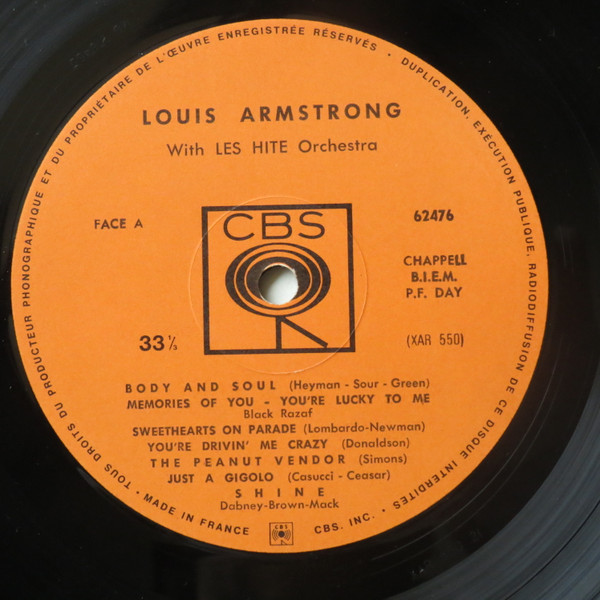 TOUS DROITS DU PRODUCTEUR PHONOGRAPHIQUE ET DU PROPRIÉTAIRE DE L'ŒUVRE ENREGISTRÉE RÉSERVÉS • DUPLICATION, EXÉCUTION PUBLIQUE, RADIODIFFUSION DE CE DISQUE INTERDITES
LOUIS ARMSTRONG
With LES HITE Orchestra
FACE A
CBS
62476
CHAPPELL
B.I.E.M.
P.F. DAY
33 ⅓
(XAR 550)
BODY AND SOUL (Heyman - Sour - Green)
MEMORIES OF YOU - YOU'RE LUCKY TO ME
Black Razaf
SWEETHEARTS ON PARADE (Lombardo-Newman)
YOU'RE DRIVIN' ME CRAZY (Donaldson)
THE PEANUT VENDOR (Simons)
JUST A GIGOLO (Casucci - Ceasar)
SHINE
Dabney-Brown-Mack
• MADE IN FRANCE
CBS
CBS. INC. •